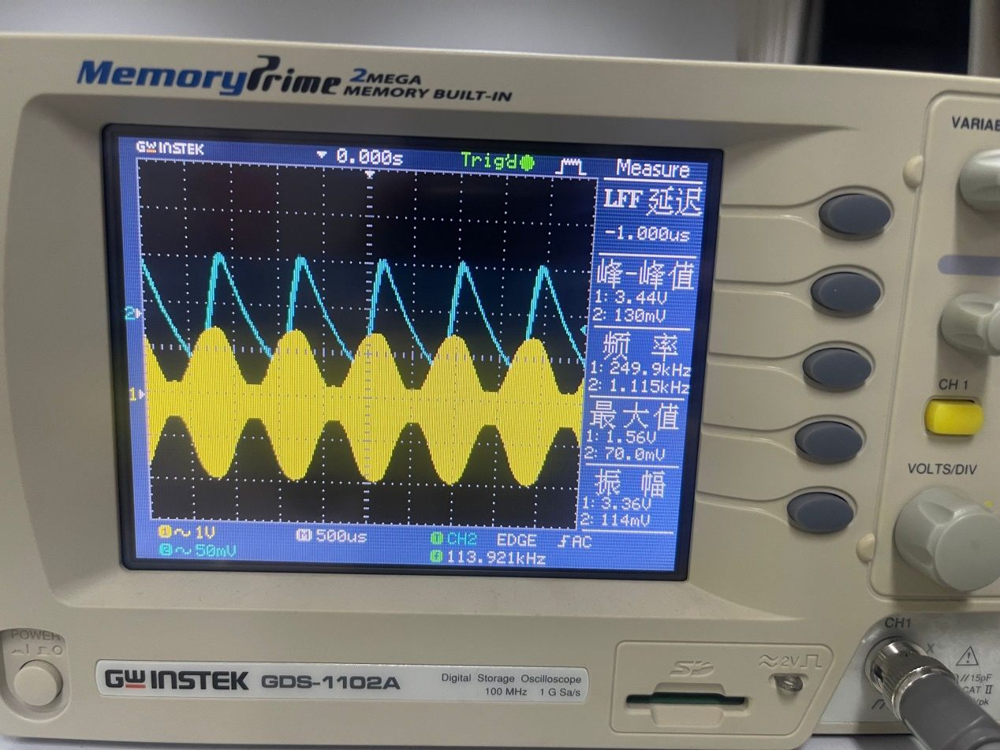 MemoryPrime 2MEGA
MEMORY BUILT-IN
VARIAB
GWINSTEK
0.000s
Trig'd
Measure
LFF 延迟
-1.000us
峰-峰值
1: 3.44V
2: 130mV
频 率
1: 249.9kHz
2: 1.115kHz
最大值
1: 1.56V
2: 70.0mV
振 幅
1: 3.36V
2: 114mV
2
1
1 ~ 1V
M 500us
T CH2 EDGE AC
2 ~ 50mV
F 113.921kHz
CH 1
VOLTS/DIV
POWER
GWINSTEK GDS-1102A
Digital Storage Oscilloscope
100 MHz 1 G Sa/s
SD
≈2V
CH1
X
//15pF
CAT II
pk